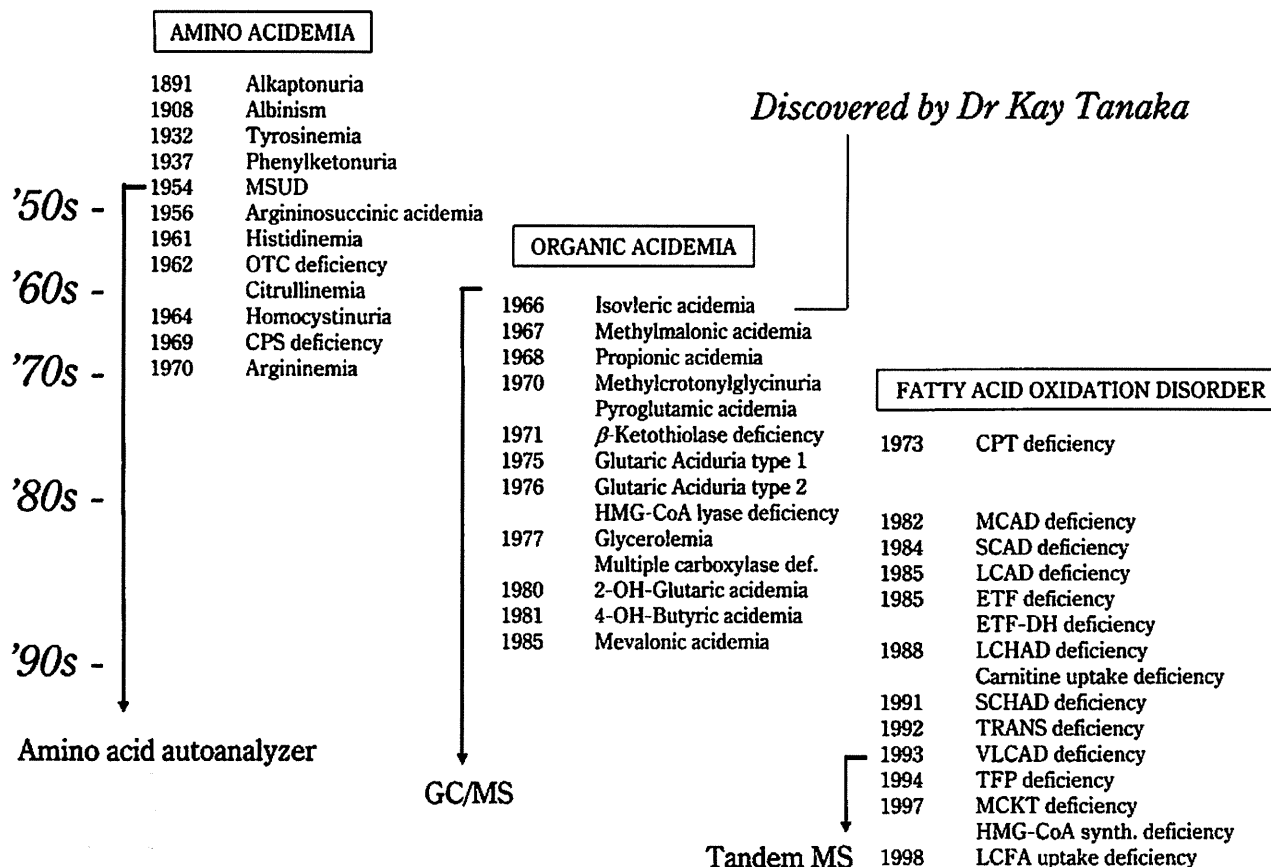 AMINO ACIDEMIA
1891 Alkaptonuria
1908 Albinism
1932 Tyrosinemia
1937 Phenylketonuria
1954 MSUD
1956 Argininosuccinic acidemia
1961 Histidinemia
1962 OTC deficiency
Citrullinemia
1964 Homocystinuria
1969 CPS deficiency
1970 Argininemia
'50s -
'60s -
'70s -
'80s -
'90s -
Amino acid autoanalyzer
Discovered by Dr Kay Tanaka
ORGANIC ACIDEMIA
1966 Isovleric acidemia
1967 Methylmalonic acidemia
1968 Propionic acidemia
1970 Methylcrotonylglycinuria
Pyroglutamic acidemia
1971 β-Ketothiolase deficiency
1975 Glutaric Aciduria type 1
1976 Glutaric Aciduria type 2
HMG-CoA lyase deficiency
1977 Glycerolemia
Multiple carboxylase def.
1980 2-OH-Glutaric acidemia
1981 4-OH-Butyric acidemia
1985 Mevalonic acidemia
GC/MS
FATTY ACID OXIDATION DISORDER
1973 CPT deficiency
1982 MCAD deficiency
1984 SCAD deficiency
1985 LCAD deficiency
1985 ETF deficiency
ETF-DH deficiency
1988 LCHAD deficiency
Carnitine uptake deficiency
1991 SCHAD deficiency
1992 TRANS deficiency
1993 VLCAD deficiency
1994 TFP deficiency
1997 MCKT deficiency
HMG-CoA synth. deficiency
1998 LCFA uptake deficiency
Tandem MS